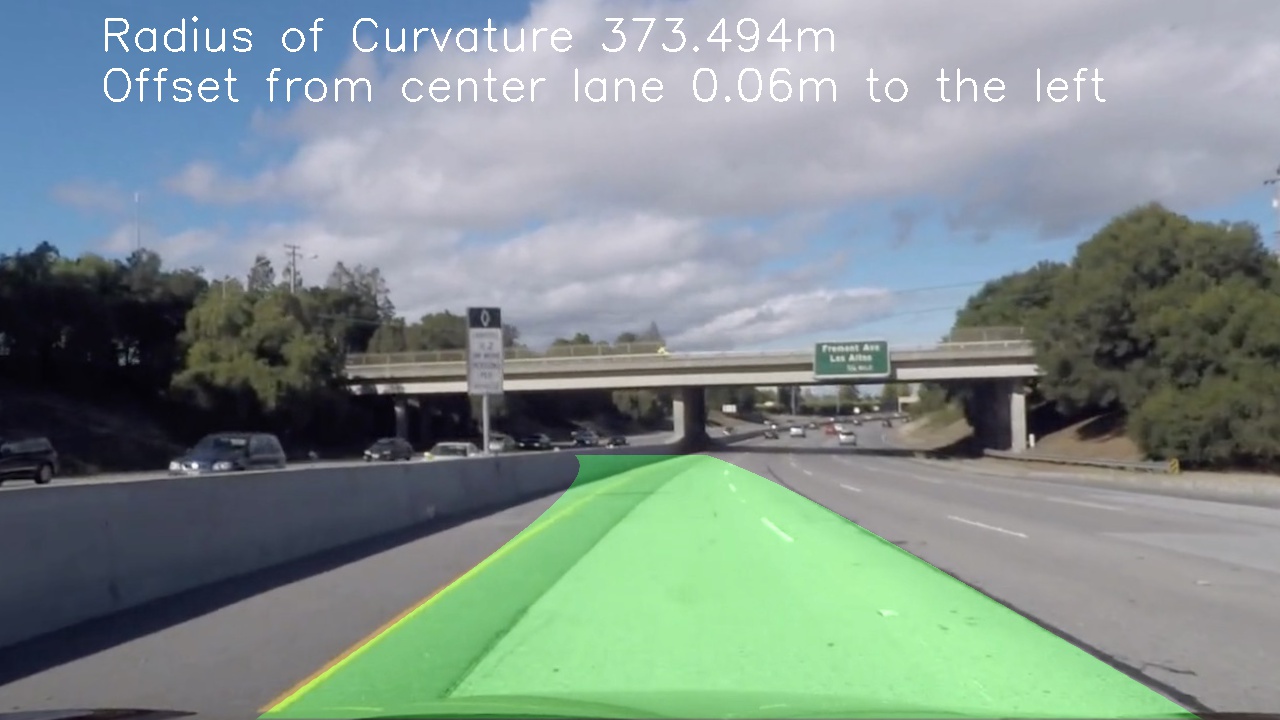 Radius of Curvature 373.494m
Offset from center lane 0.06m to the left
Fremont Ave
Los Altos